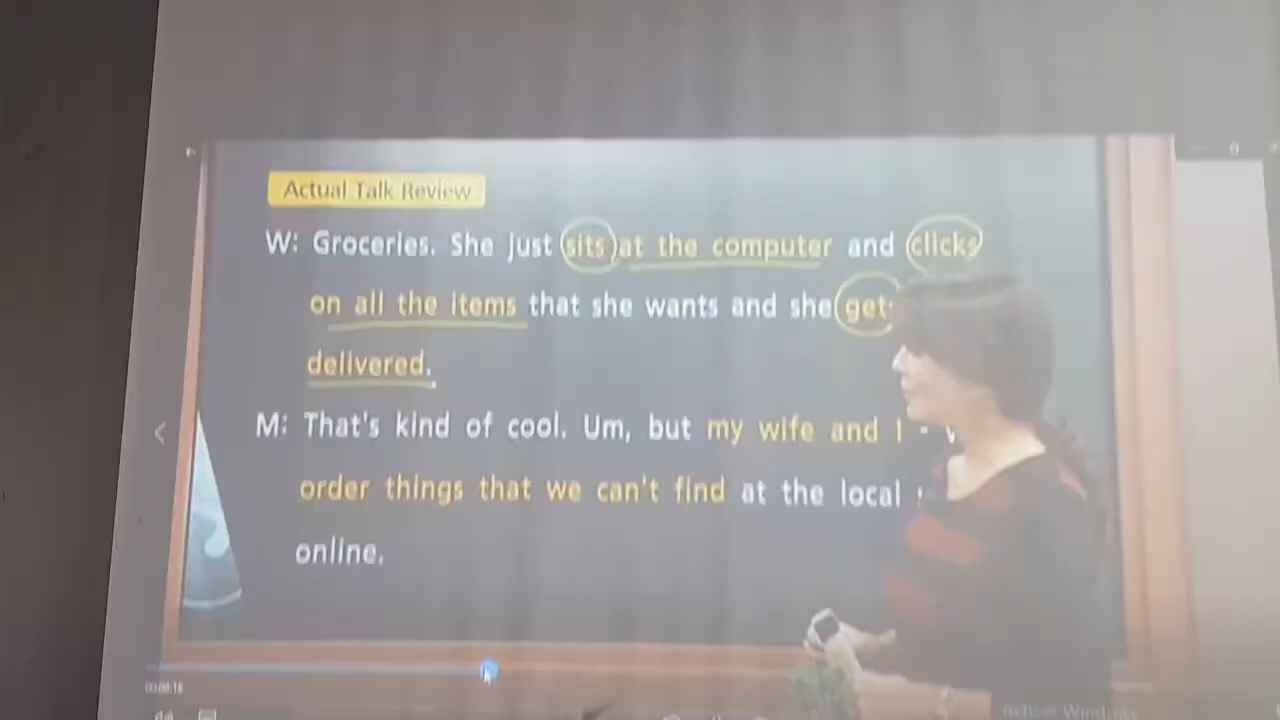 Actual Talk Review
W: Groceries. She just sits at the computer and clicks
on all the items that she wants and she get
delivered.
M: That's kind of cool. Um, but my wife and I -
order things that we can't find at the local
online.